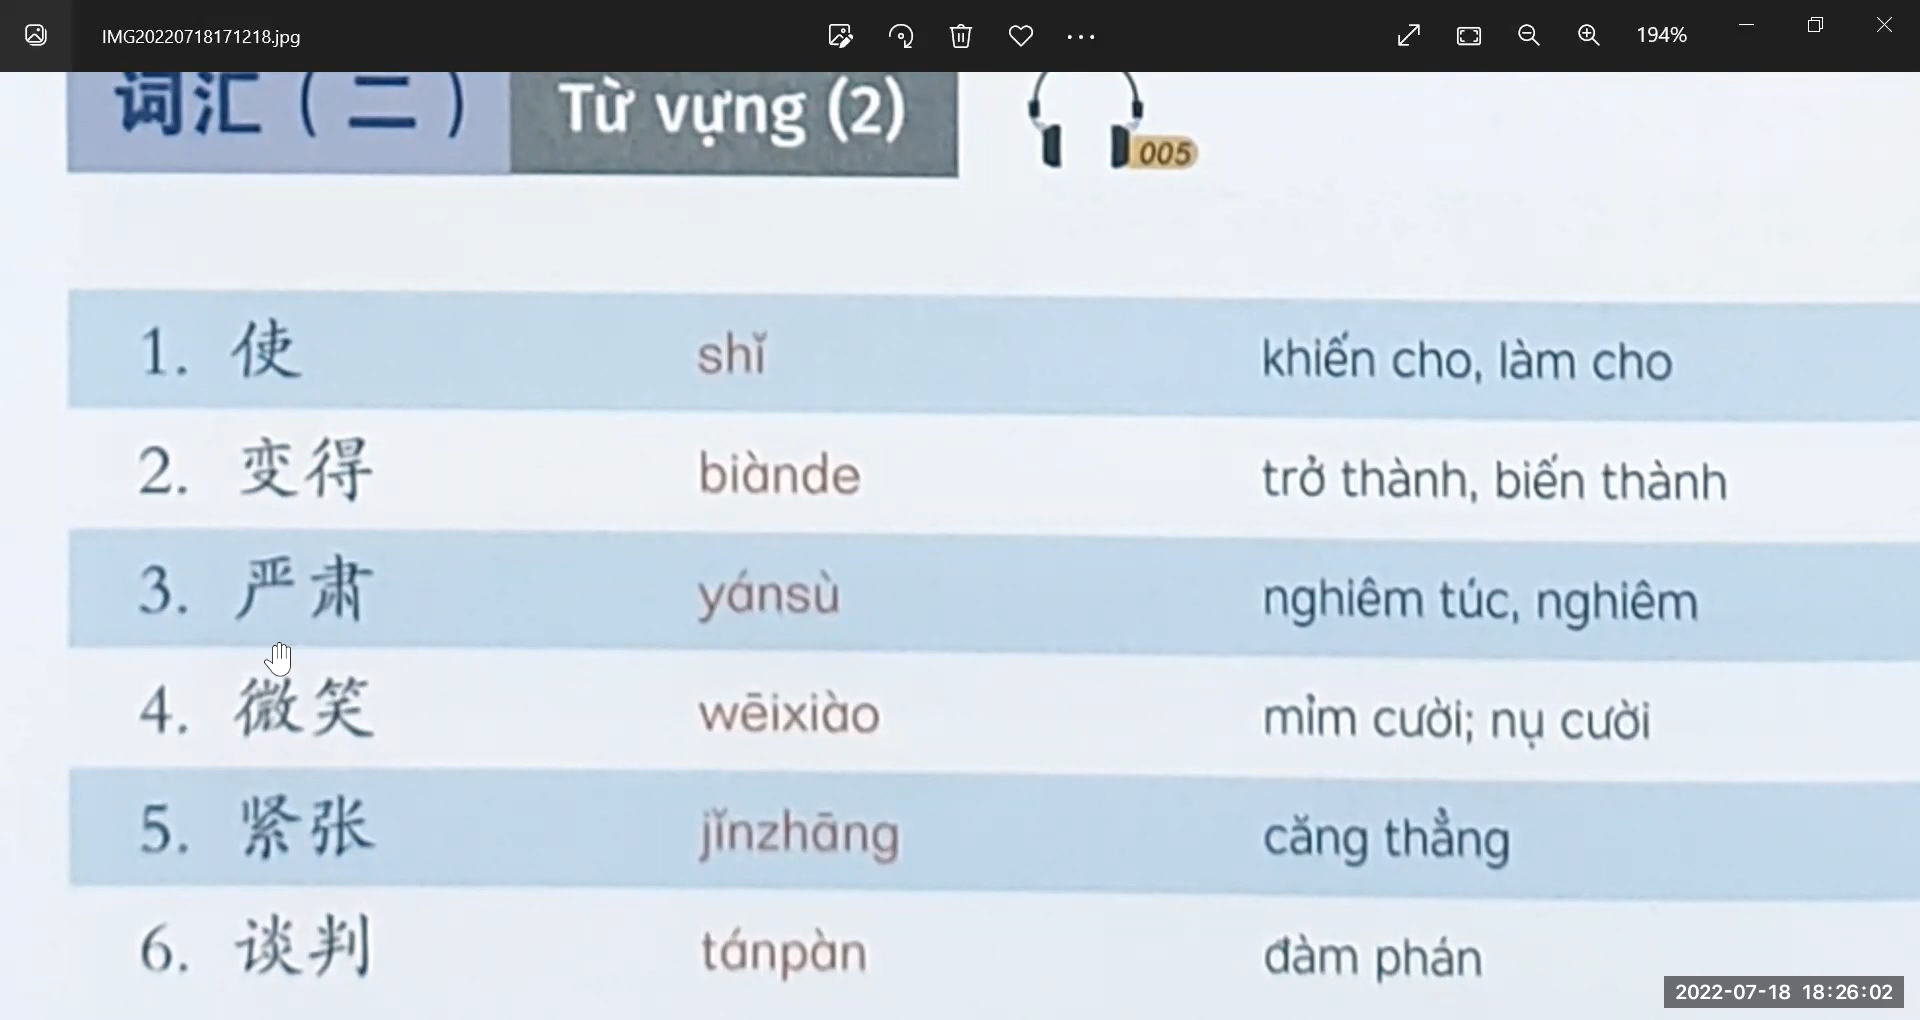 IMG20220718171218.jpg
194%
词汇（二） Từ vựng (2) 005
1. 使 shǐ khiến cho, làm cho
2. 变得 biànde trở thành, biến thành
3. 严肃 yánsù nghiêm túc, nghiêm
4. 微笑 wēixiào mỉm cười; nụ cười
5. 紧张 jǐnzhāng căng thẳng
6. 谈判 tánpàn đàm phán
2022-07-18 18:26:02